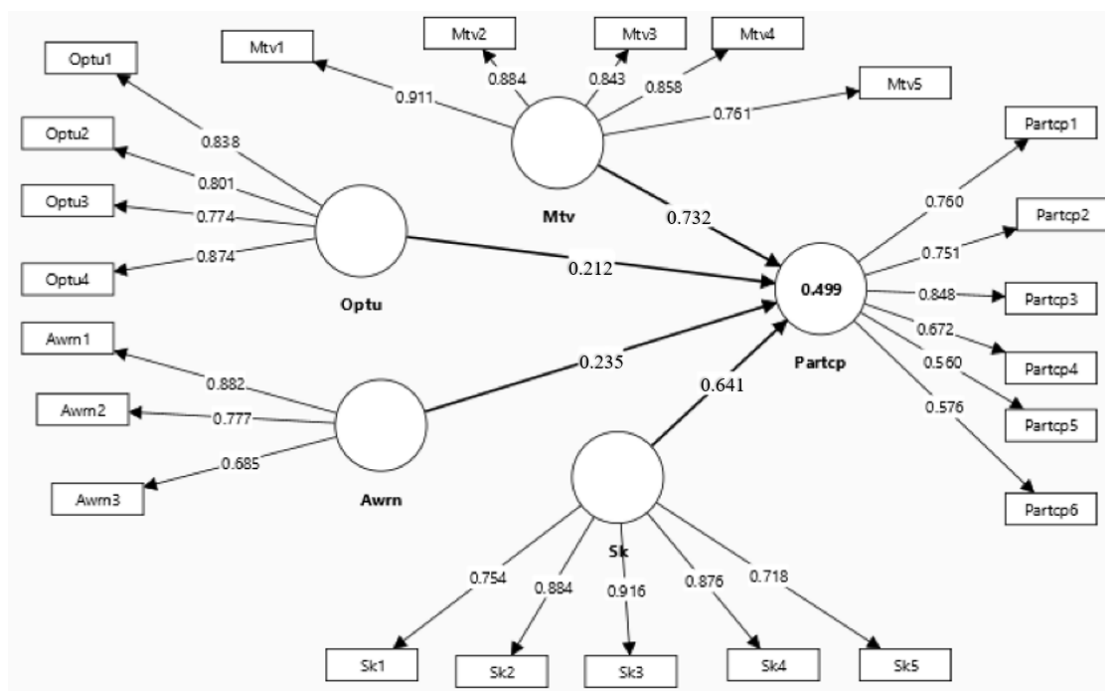 Optu1
Mtv1
Mtv2
Mtv3
Mtv4
Mtv5
0.911
0.884
0.843
0.858
0.761
Optu2
Optu3
Optu4
0.838
0.801
0.774
0.874
Mtv
Optu
0.732
0.212
0.235
0.641
Partcp1
Partcp2
Partcp3
Partcp4
Partcp5
Partcp6
0.760
0.751
0.848
0.672
0.560
0.576
0.499
Partcp
Awrn1
Awrn2
Awrn3
0.882
0.777
0.685
Awrn
Sk
0.754
0.884
0.916
0.876
0.718
Sk1
Sk2
Sk3
Sk4
Sk5